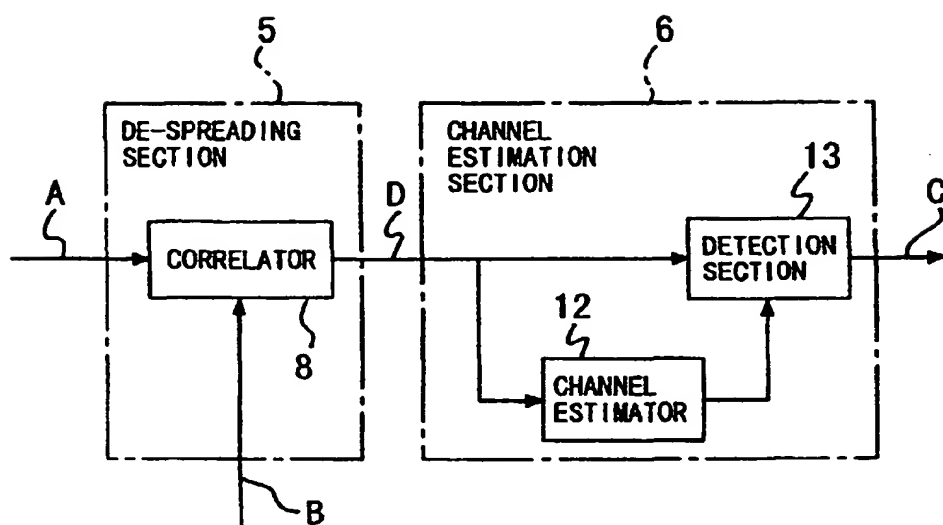 5
6
DE-SPREADING
SECTION
CHANNEL
ESTIMATION
SECTION
13
A
D
C
CORRELATOR
DETECTION
SECTION
8
12
CHANNEL
ESTIMATOR
B